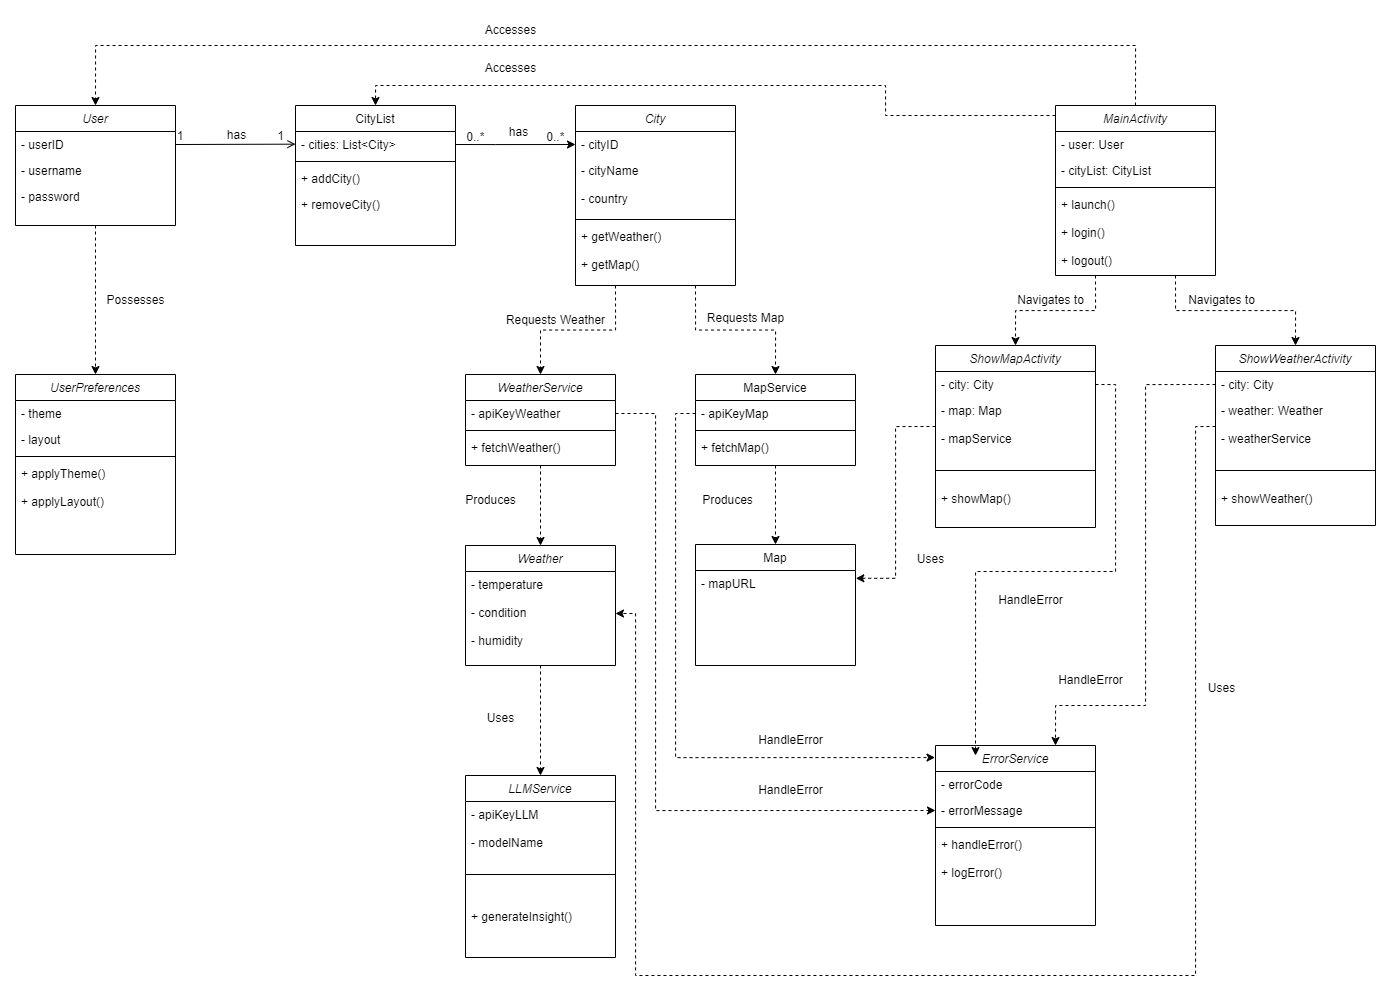 Accesses
Accesses
User
- userID
- username
- password
1
has
1
CityList
- cities: List<City>
+ addCity()
+ removeCity()
0..*
has
0..*
City
- cityID
- cityName
- country
+ getWeather()
+ getMap()
MainActivity
- user: User
- cityList: CityList
+ launch()
+ login()
+ logout()
Possesses
Requests Weather
Requests Map
Navigates to
Navigates to
UserPreferences
- theme
- layout
+ applyTheme()
+ applyLayout()
WeatherService
- apiKeyWeather
+ fetchWeather()
MapService
- apiKeyMap
+ fetchMap()
ShowMapActivity
- city: City
- map: Map
- mapService
+ showMap()
ShowWeatherActivity
- city: City
- weather: Weather
- weatherService
+ showWeather()
Produces
Produces
Weather
- temperature
- condition
- humidity
Map
- mapURL
Uses
HandleError
HandleError
Uses
Uses
HandleError
HandleError
LLMService
- apiKeyLLM
- modelName
+ generateInsight()
ErrorService
- errorCode
- errorMessage
+ handleError()
+ logError()